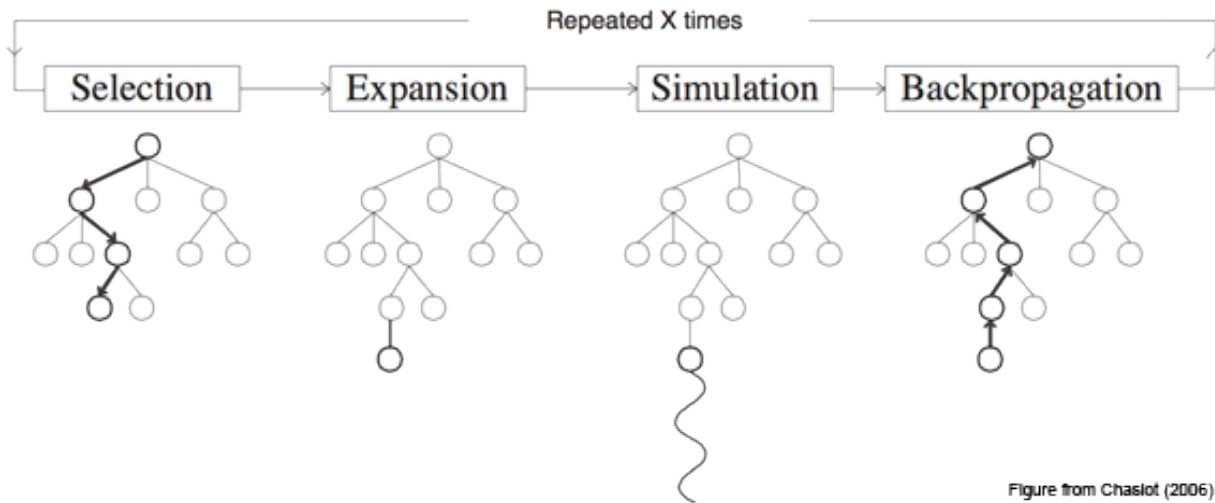 Repeated X times
Selection
Expansion
Simulation
Backpropagation
Figure from Chaslot (2006)